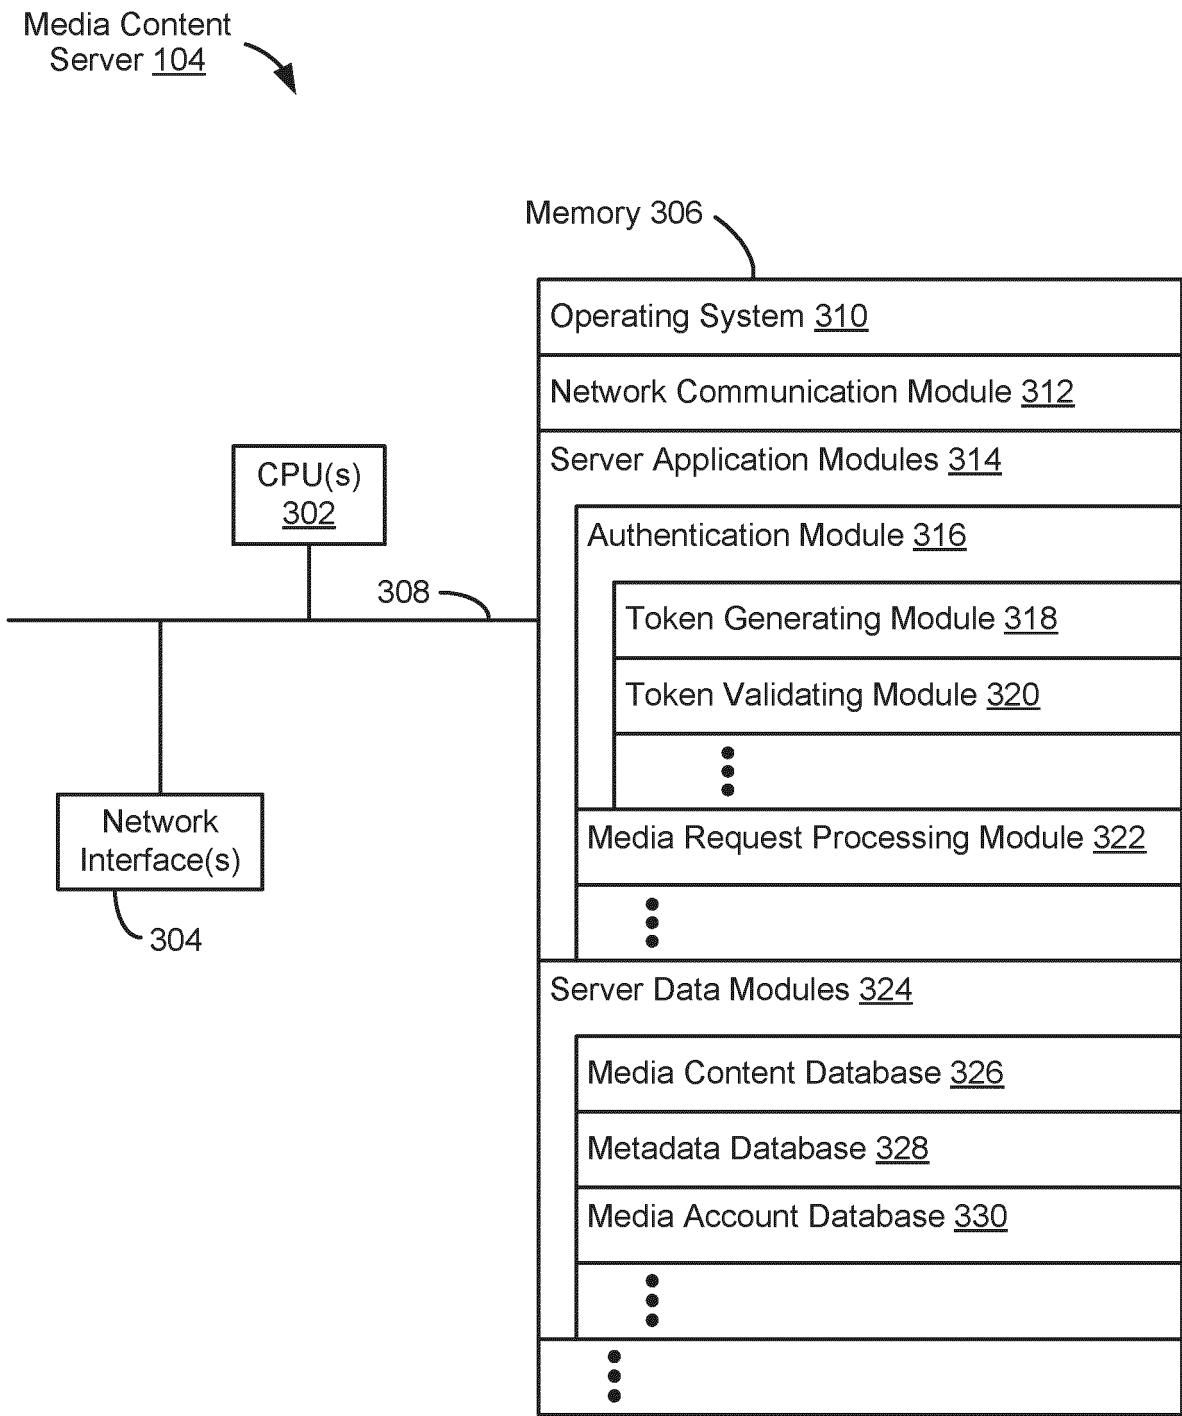 Media Content
Server 104
Memory 306
Operating System 310
Network Communication Module 312
CPU(s)
302
Server Application Modules 314
Authentication Module 316
308
Token Generating Module 318
Token Validating Module 320
Network
Interface(s)
304
Media Request Processing Module 322
Server Data Modules 324
Media Content Database 326
Metadata Database 328
Media Account Database 330